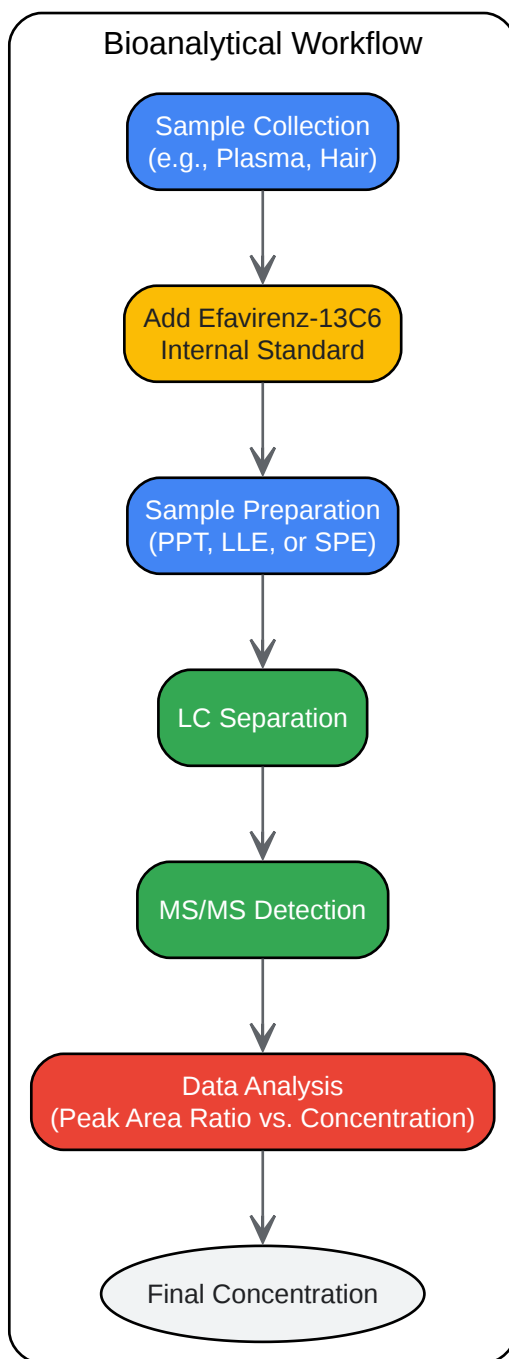 Bioanalytical Workflow
Sample Collection
(e.g., Plasma, Hair)
Add Efavirenz-13C6
Internal Standard
Sample Preparation
(PPT, LLE, or SPE)
LC Separation
MS/MS Detection
Data Analysis
(Peak Area Ratio vs. Concentration)
Final Concentration